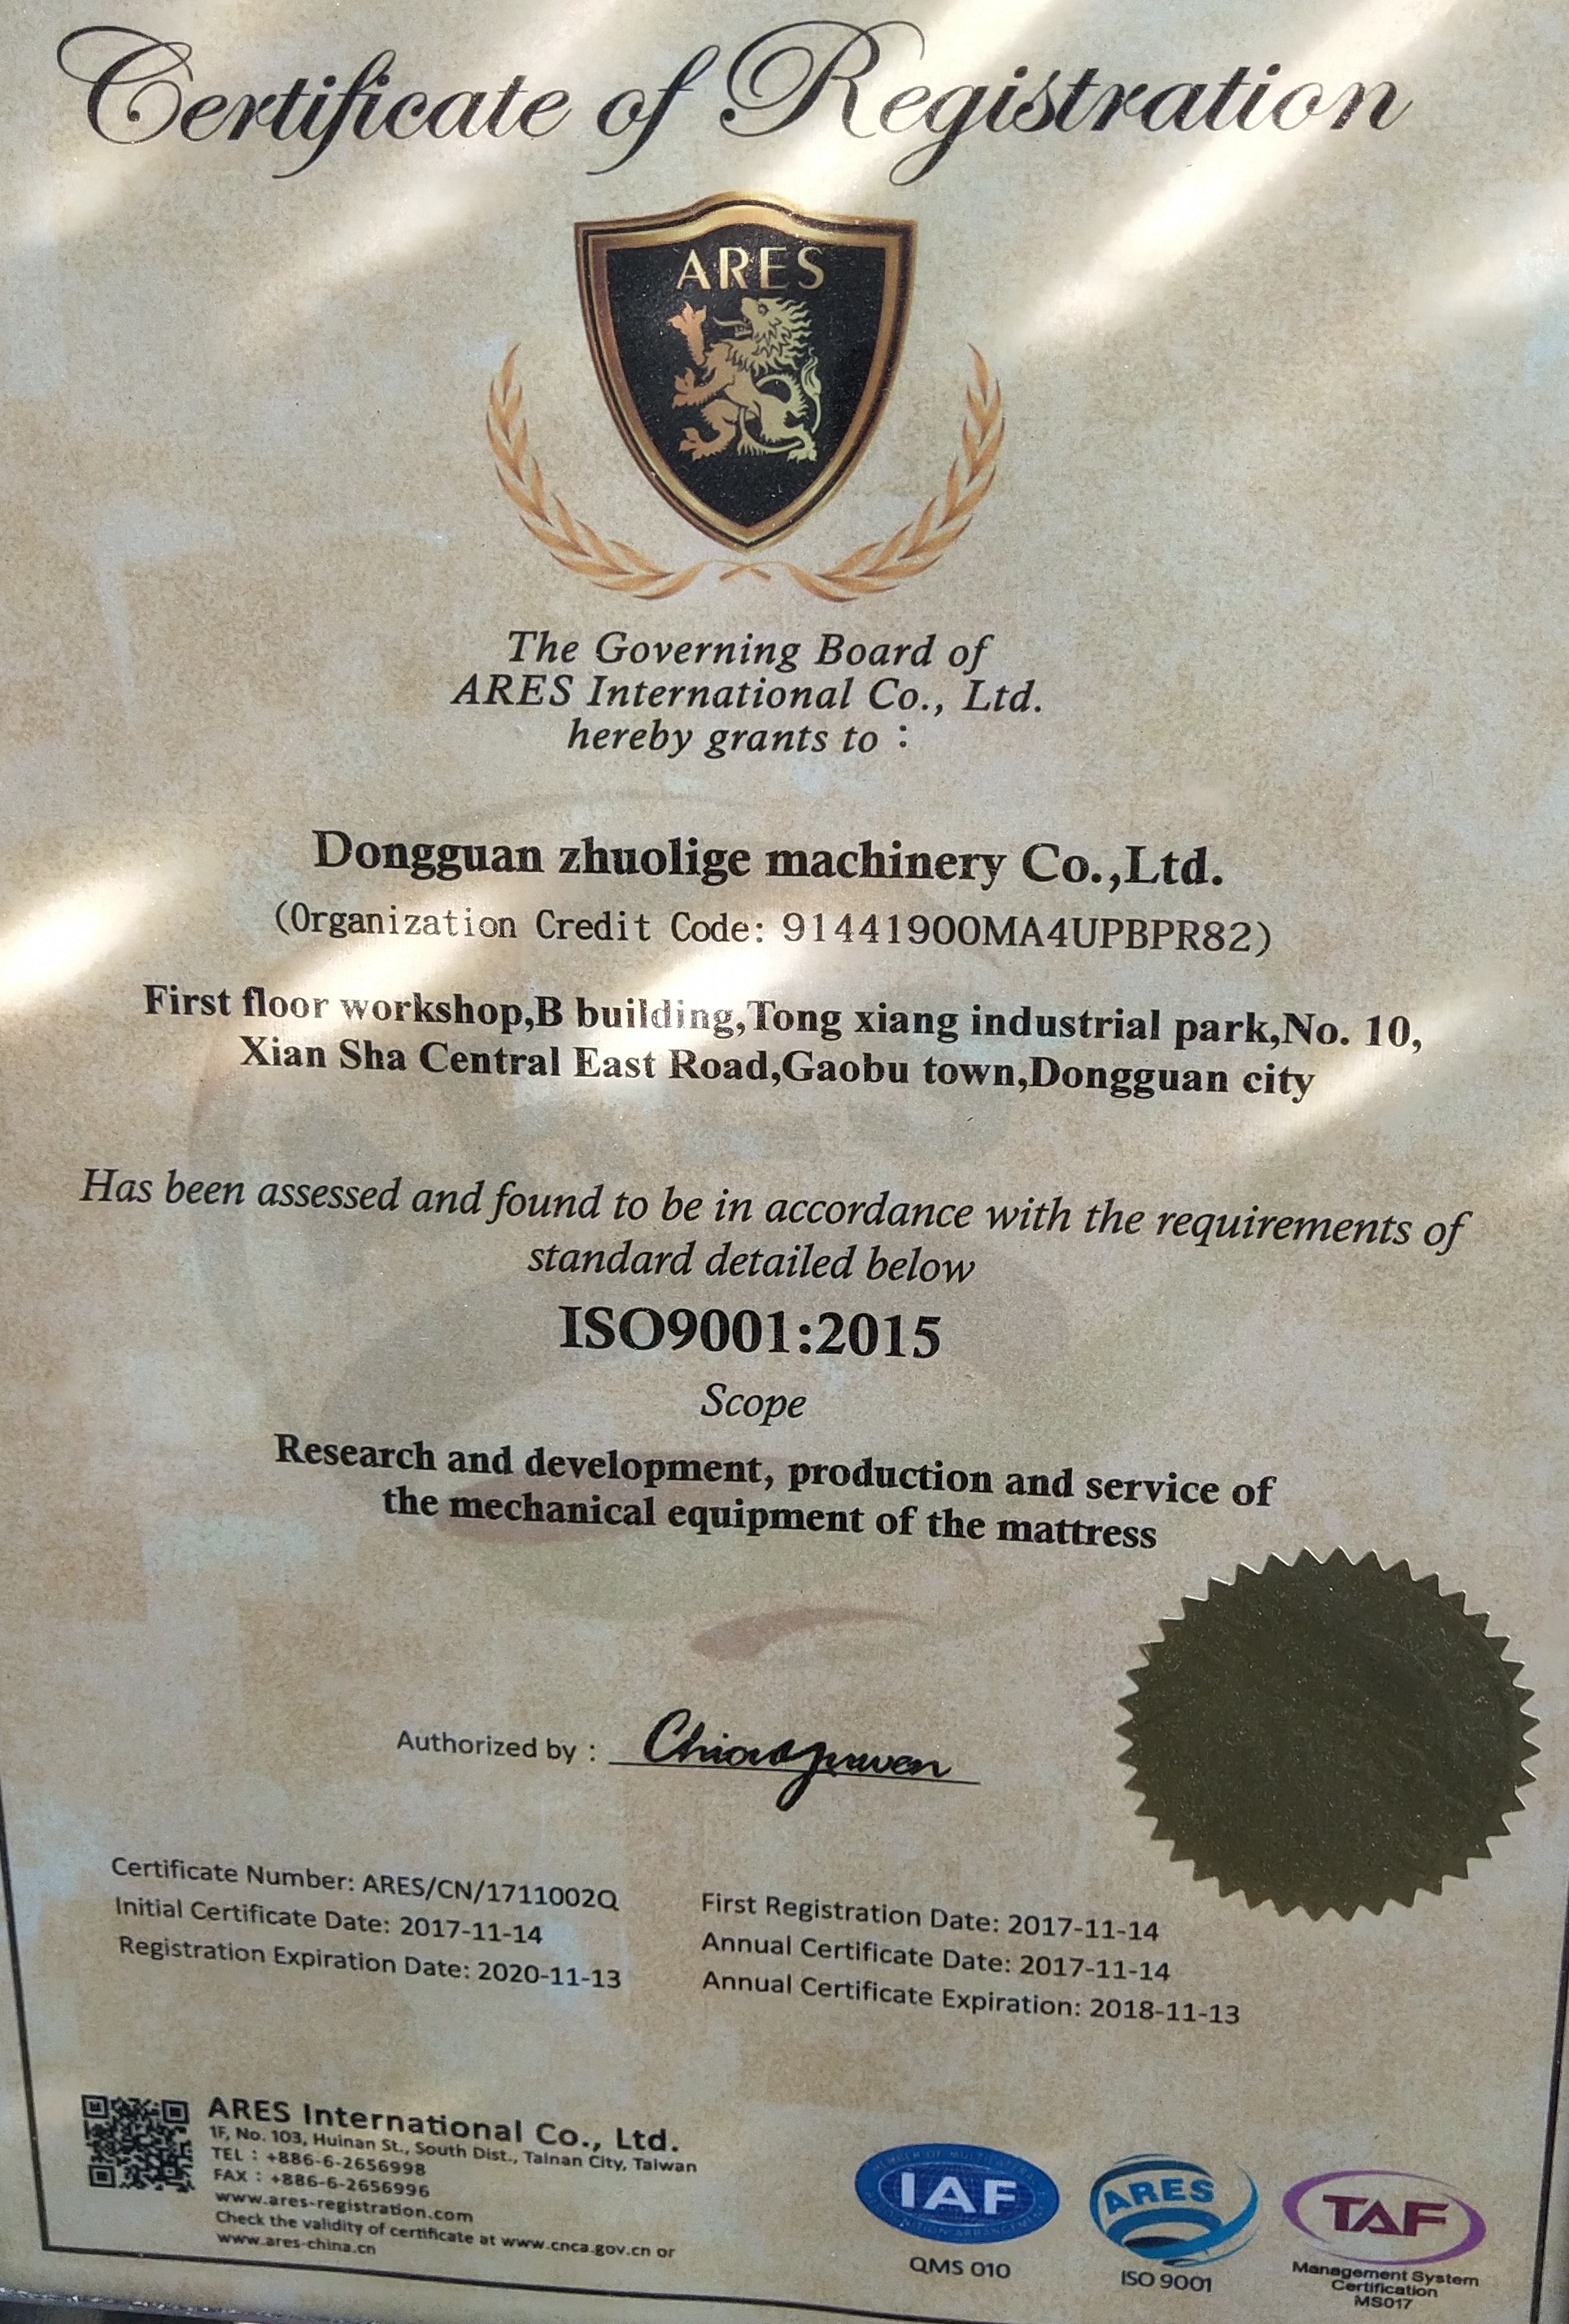 Certificate of Registration
ARES
The Governing Board of
ARES International Co., Ltd.
hereby grants to :
Dongguan zhuolige machinery Co.,Ltd.
(Organization Credit Code: 91441900MA4UPBPR82)
First floor workshop,B building,Tong xiang industrial park,No. 10,
Xian Sha Central East Road,Gaobu town,Dongguan city
Has been assessed and found to be in accordance with the requirements of
standard detailed below
ISO9001:2015
Scope
Research and development, production and service of
the mechanical equipment of the mattress
Authorized by :
Certificate Number: ARES/CN/1711002Q
Initial Certificate Date: 2017-11-14
Registration Expiration Date: 2020-11-13
First Registration Date: 2017-11-14
Annual Certificate Date: 2017-11-14
Annual Certificate Expiration: 2018-11-13
ARES International Co., Ltd.
1F, No. 103, Huinan St., South Dist., Tainan City, Taiwan
TEL : +886-6-2656998
FAX : +886-6-2656996
www.ares-registration.com
Check the validity of certificate at www.cnca.gov.cn or
www.ares-china.cn
IAF
QMS 010
ARES
ISO 9001
TAF
Management System
Certification
MS017